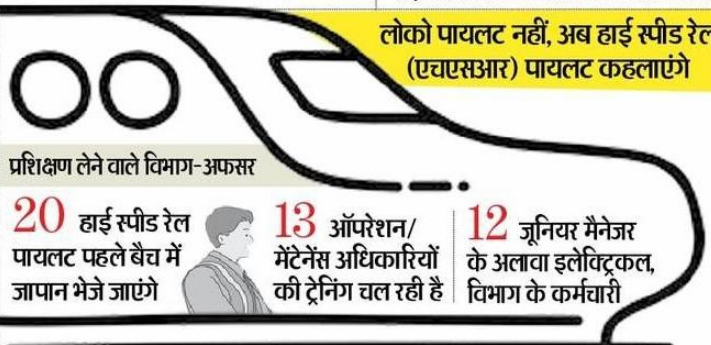 लोको पायलट नहीं, अब हाई स्पीड रेल
(एचएसआर) पायलट कहलाएंगे
प्रशिक्षण लेने वाले विभाग-अफसर
20 हाई स्पीड रेल
पायलट पहले बैच में
जापान भेजे जाएंगे
13 ऑपरेशन/
मेंटेनेंस अधिकारियों
की ट्रेनिंग चल रही है
12 जूनियर मैनेजर
के अलावा इलेक्ट्रिकल,
विभाग के कर्मचारी